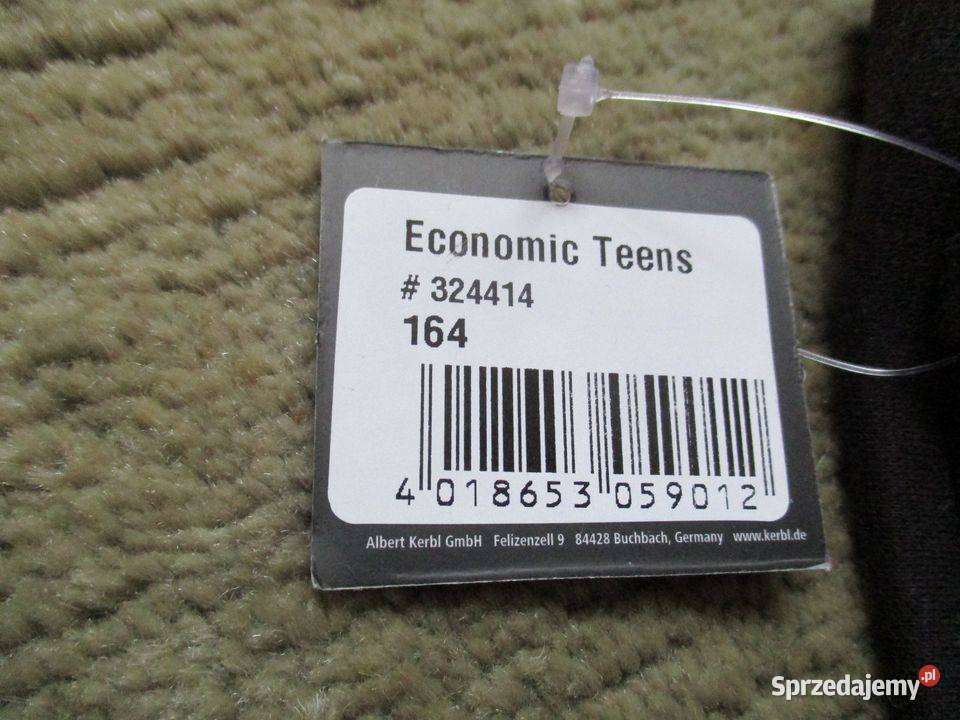 Economic Teens
# 324414
164
4 018653 059012
Albert Kerbl GmbH Felizenzell 9 84428 Buchbach, Germany www.kerbl.de
Sprzedajemy.pl